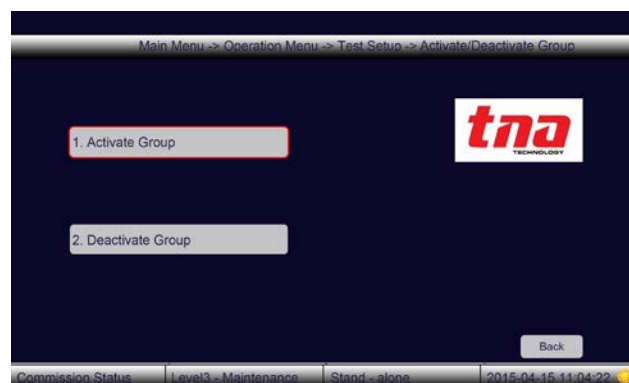 Main Menu -> Operation Menu -> Test Setup -> Activate/Deactivate Group
tna
TECHNOLOGY
1. Activate Group
2. Deactivate Group
Back
Commission Status Level3 - Maintenance Stand - alone 2015-04-15 11:04:22